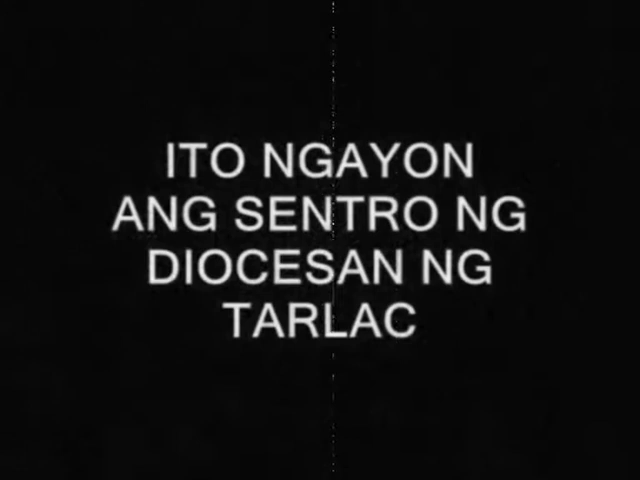 ITO NGAYON
ANG SENTRO NG
DIOCESAN NG
TARLAC